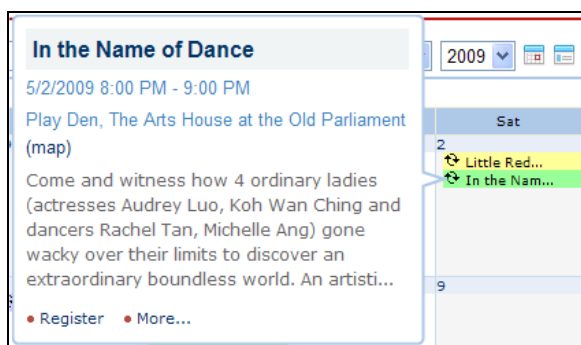 In the Name of Dance
5/2/2009 8:00 PM - 9:00 PM
Play Den, The Arts House at the Old Parliament
(map)
Come and witness how 4 ordinary ladies
(actresses Audrey Luo, Koh Wan Ching and
dancers Rachel Tan, Michelle Ang) gone
wacky over their limits to discover an
extraordinary boundless world. An artisti...
• Register • More...
2009
Sat
2
Little Red...
In the Nam...
9